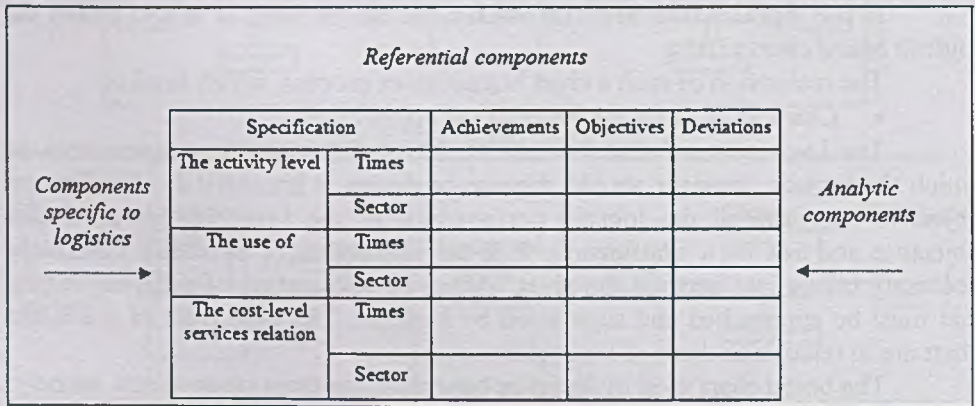 Referential components
Specification Achievements Objectives Deviations
The activity level Times
Sector
The use of Times
Sector
The cost-level
services relation Times
Sector
Components
specific to
logistics
Analytic
components